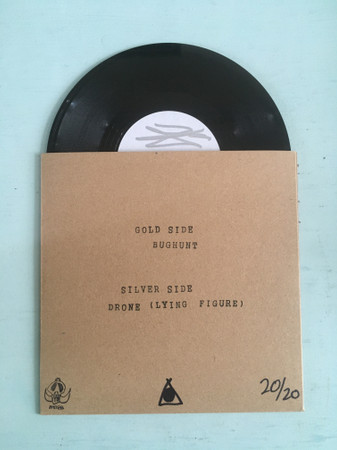 GOLD SIDE
BUGHUNT
SILVER SIDE
DRONE (LYING FIGURE)
20/20